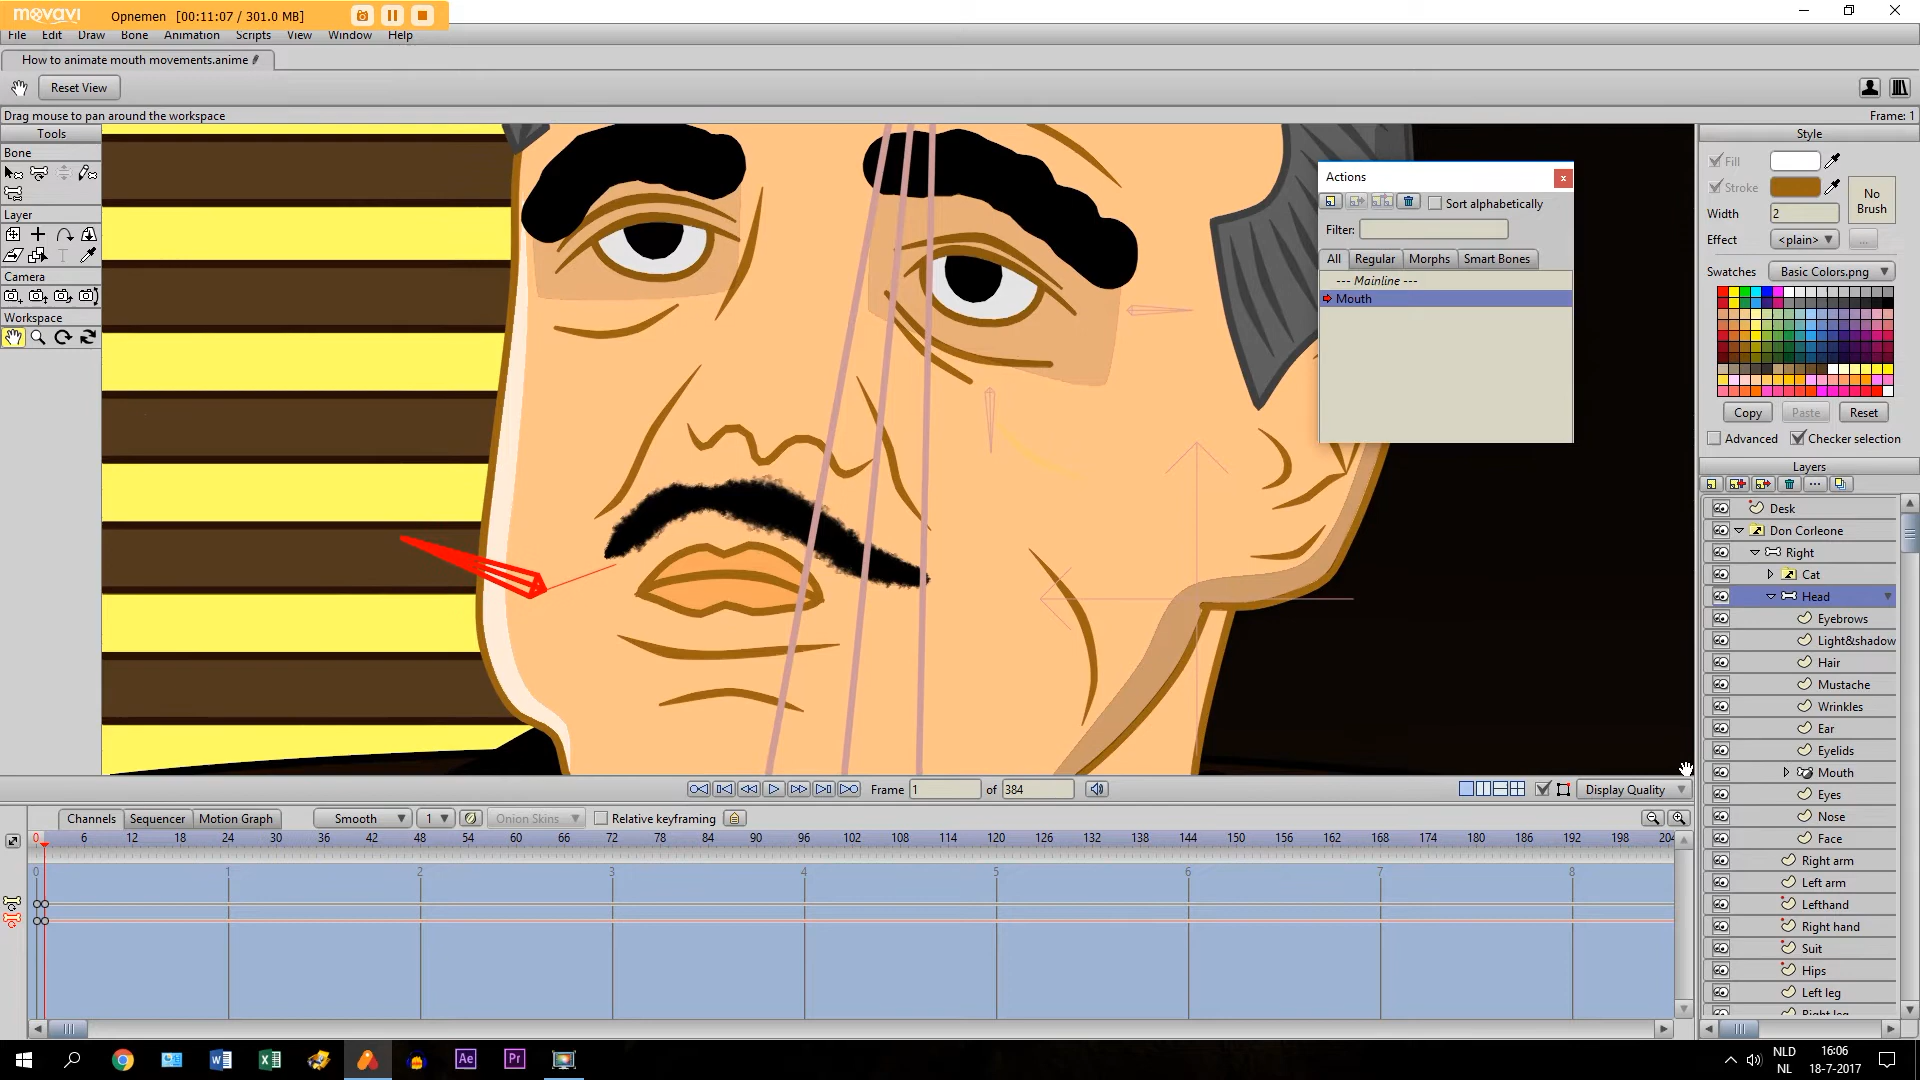 movavi
Opnemen [00:11:07 / 301.0 MB]
File Edit Draw Bone Animation Scripts View Window Help
How to animate mouth movements.anime
Reset View
Drag mouse to pan around the workspace
Frame: 1
Tools
Bone
Layer
Camera
Workspace
Actions
Sort alphabetically
Filter:
All Regular Morphs Smart Bones
--- Mainline ---
Mouth
Style
Fill
Stroke
No Brush
Width 2
Effect <plain> ...
Swatches Basic Colors.png
Copy Paste Reset
Advanced Checker selection
Layers
Desk
Don Corleone
Right
Cat
Head
Eyebrows
Light&shadow
Hair
Mustache
Wrinkles
Ear
Eyelids
Mouth
Eyes
Nose
Face
Right arm
Left arm
Lefthand
Right hand
Suit
Hips
Left leg
Right leg
Frame 1 of 384
Display Quality
Channels Sequencer Motion Graph Smooth 1 Onion Skins Relative keyframing
0 6 12 18 24 30 36 42 48 54 60 66 72 78 84 90 96 102 108 114 120 126 132 138 144 150 156 162 168 174 180 186 192 198 204
0 1 2 3 4 5 6 7 8
Ae Pr
NLD
NL
16:06
18-7-2017